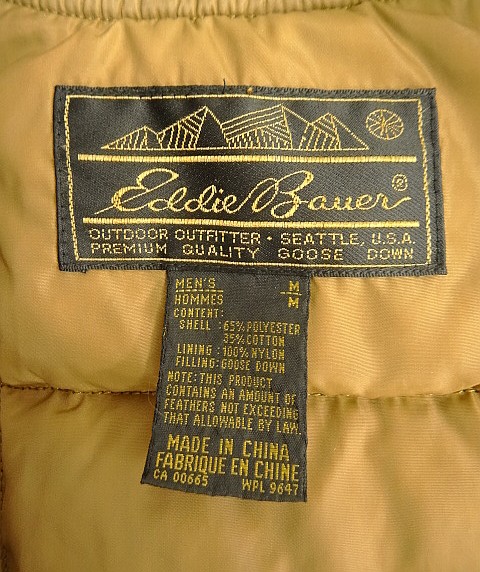 Eddie Bauer ®
OUTDOOR OUTFITTER · SEATTLE, U.S.A.
PREMIUM QUALITY GOOSE DOWN
MEN'S M
HOMMES M
CONTENT:
SHELL : 65% POLYESTER
35% COTTON
LINING : 100% NYLON
FILLING: GOOSE DOWN
NOTE: THIS PRODUCT
CONTAINS AN AMOUNT OF
FEATHERS NOT EXCEEDING
THAT ALLOWABLE BY LAW.
MADE IN CHINA
FABRIQUE EN CHINE
CA 00665 WPL 9647